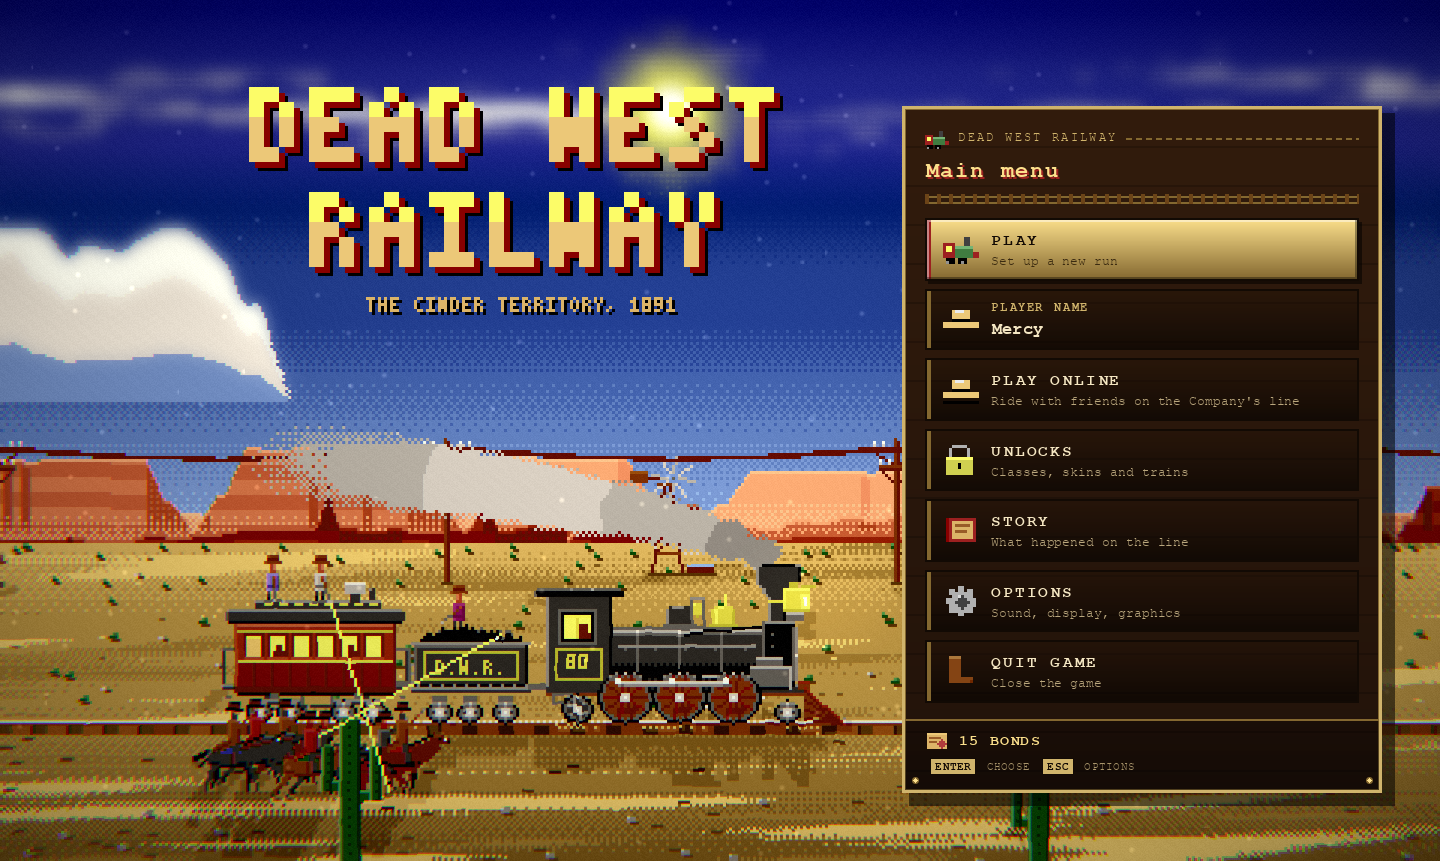 DEAD WEST
RAILWAY
THE CINDER TERRITORY, 1891
D.W.R.
80
DEAD WEST RAILWAY
Main menu
PLAY
Set up a new run
PLAYER NAME
Mercy
PLAY ONLINE
Ride with friends on the Company's line
UNLOCKS
Classes, skins and trains
STORY
What happened on the line
OPTIONS
Sound, display, graphics
QUIT GAME
Close the game
15 BONDS
ENTER CHOOSE ESC OPTIONS